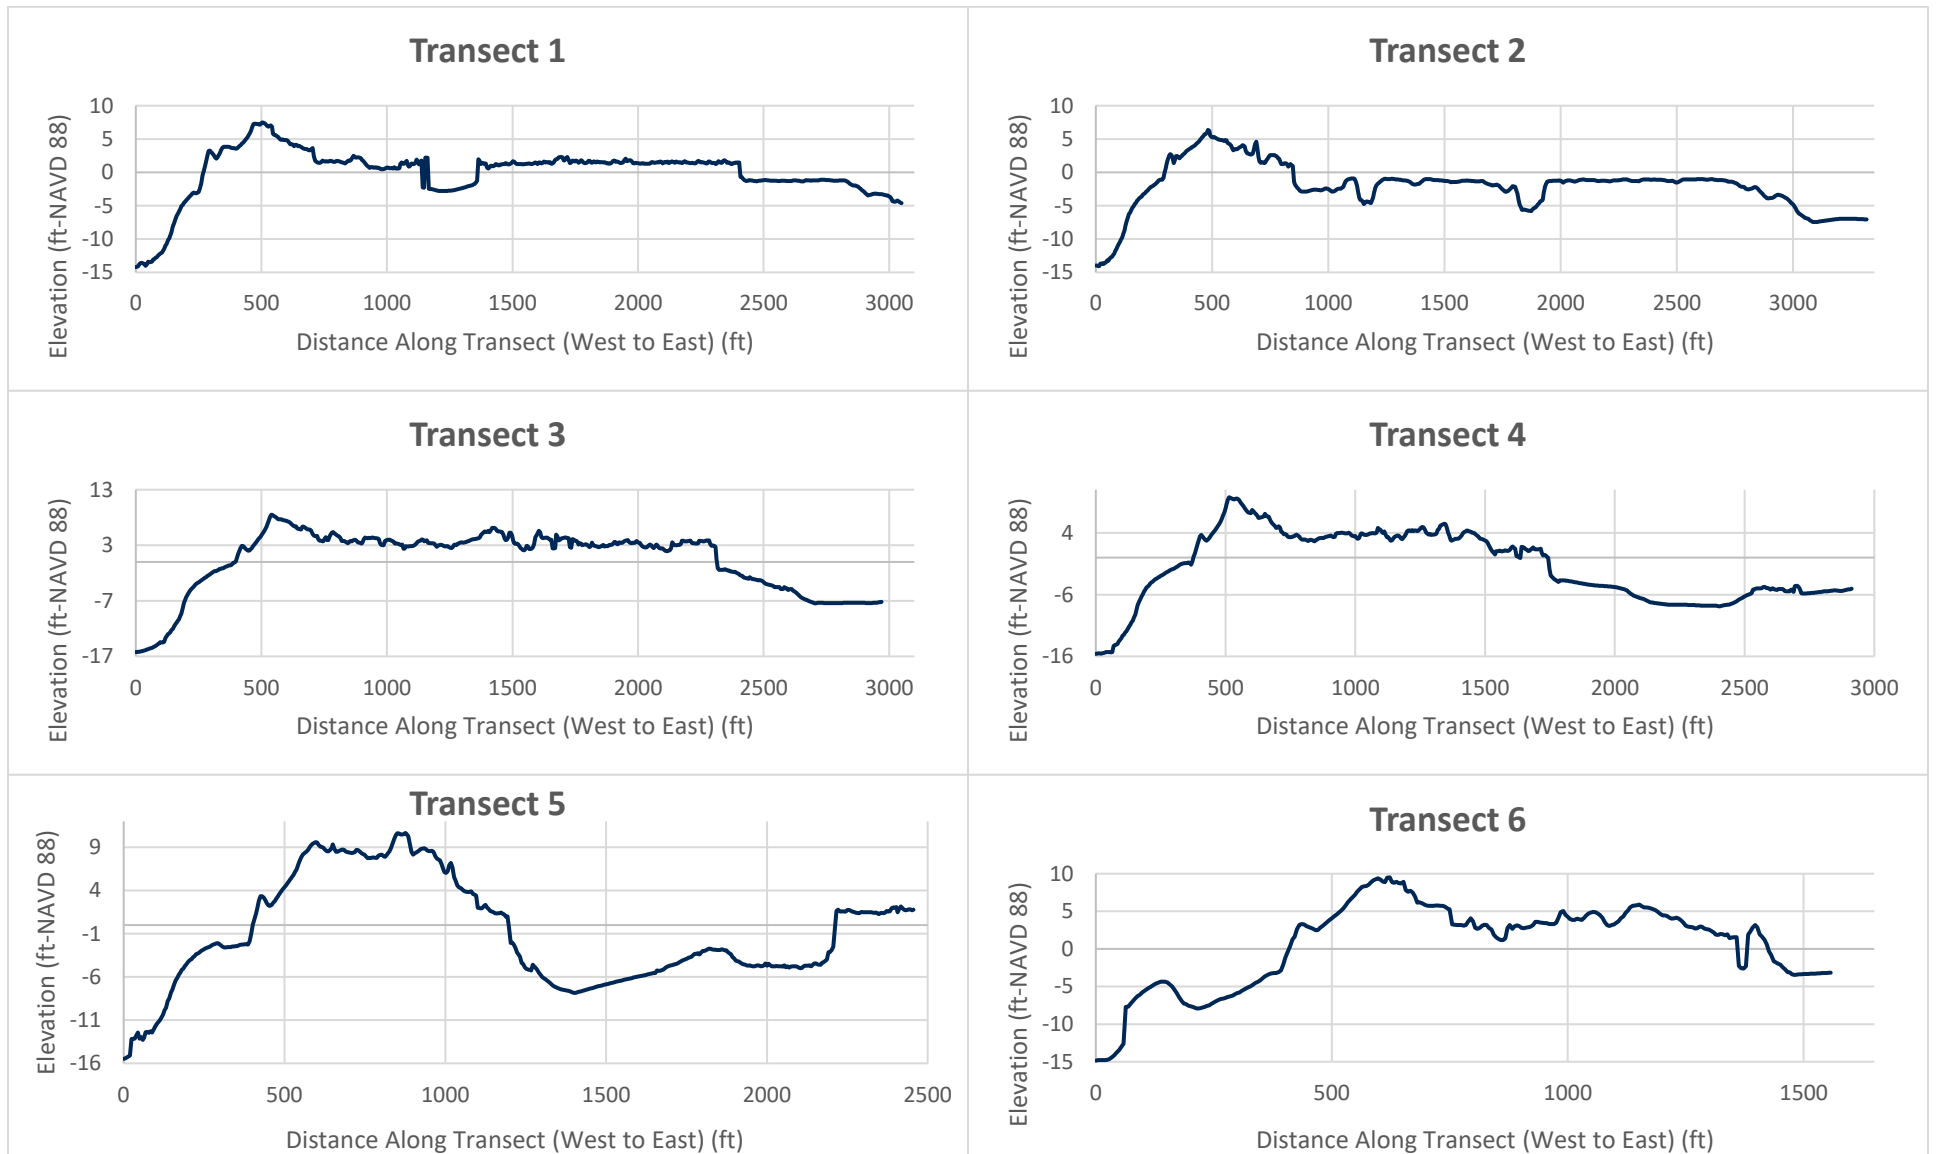 Transect 1
Elevation (ft-NAVD 88)
10
5
0
-5
-10
-15
0 500 1000 1500 2000 2500 3000
Distance Along Transect (West to East) (ft)
Transect 2
Elevation (ft-NAVD 88)
10
5
0
-5
-10
-15
0 500 1000 1500 2000 2500 3000
Distance Along Transect (West to East) (ft)
Transect 3
Elevation (ft-NAVD 88)
13
3
-7
-17
0 500 1000 1500 2000 2500 3000
Distance Along Transect (West to East) (ft)
Transect 4
Elevation (ft-NAVD 88)
4
-6
-16
0 500 1000 1500 2000 2500 3000
Distance Along Transect (West to East) (ft)
Transect 5
Elevation (ft-NAVD 88)
9
4
-1
-6
-11
-16
0 500 1000 1500 2000 2500
Distance Along Transect (West to East) (ft)
Transect 6
Elevation (ft-NAVD 88)
10
5
0
-5
-10
-15
0 500 1000 1500
Distance Along Transect (West to East) (ft)